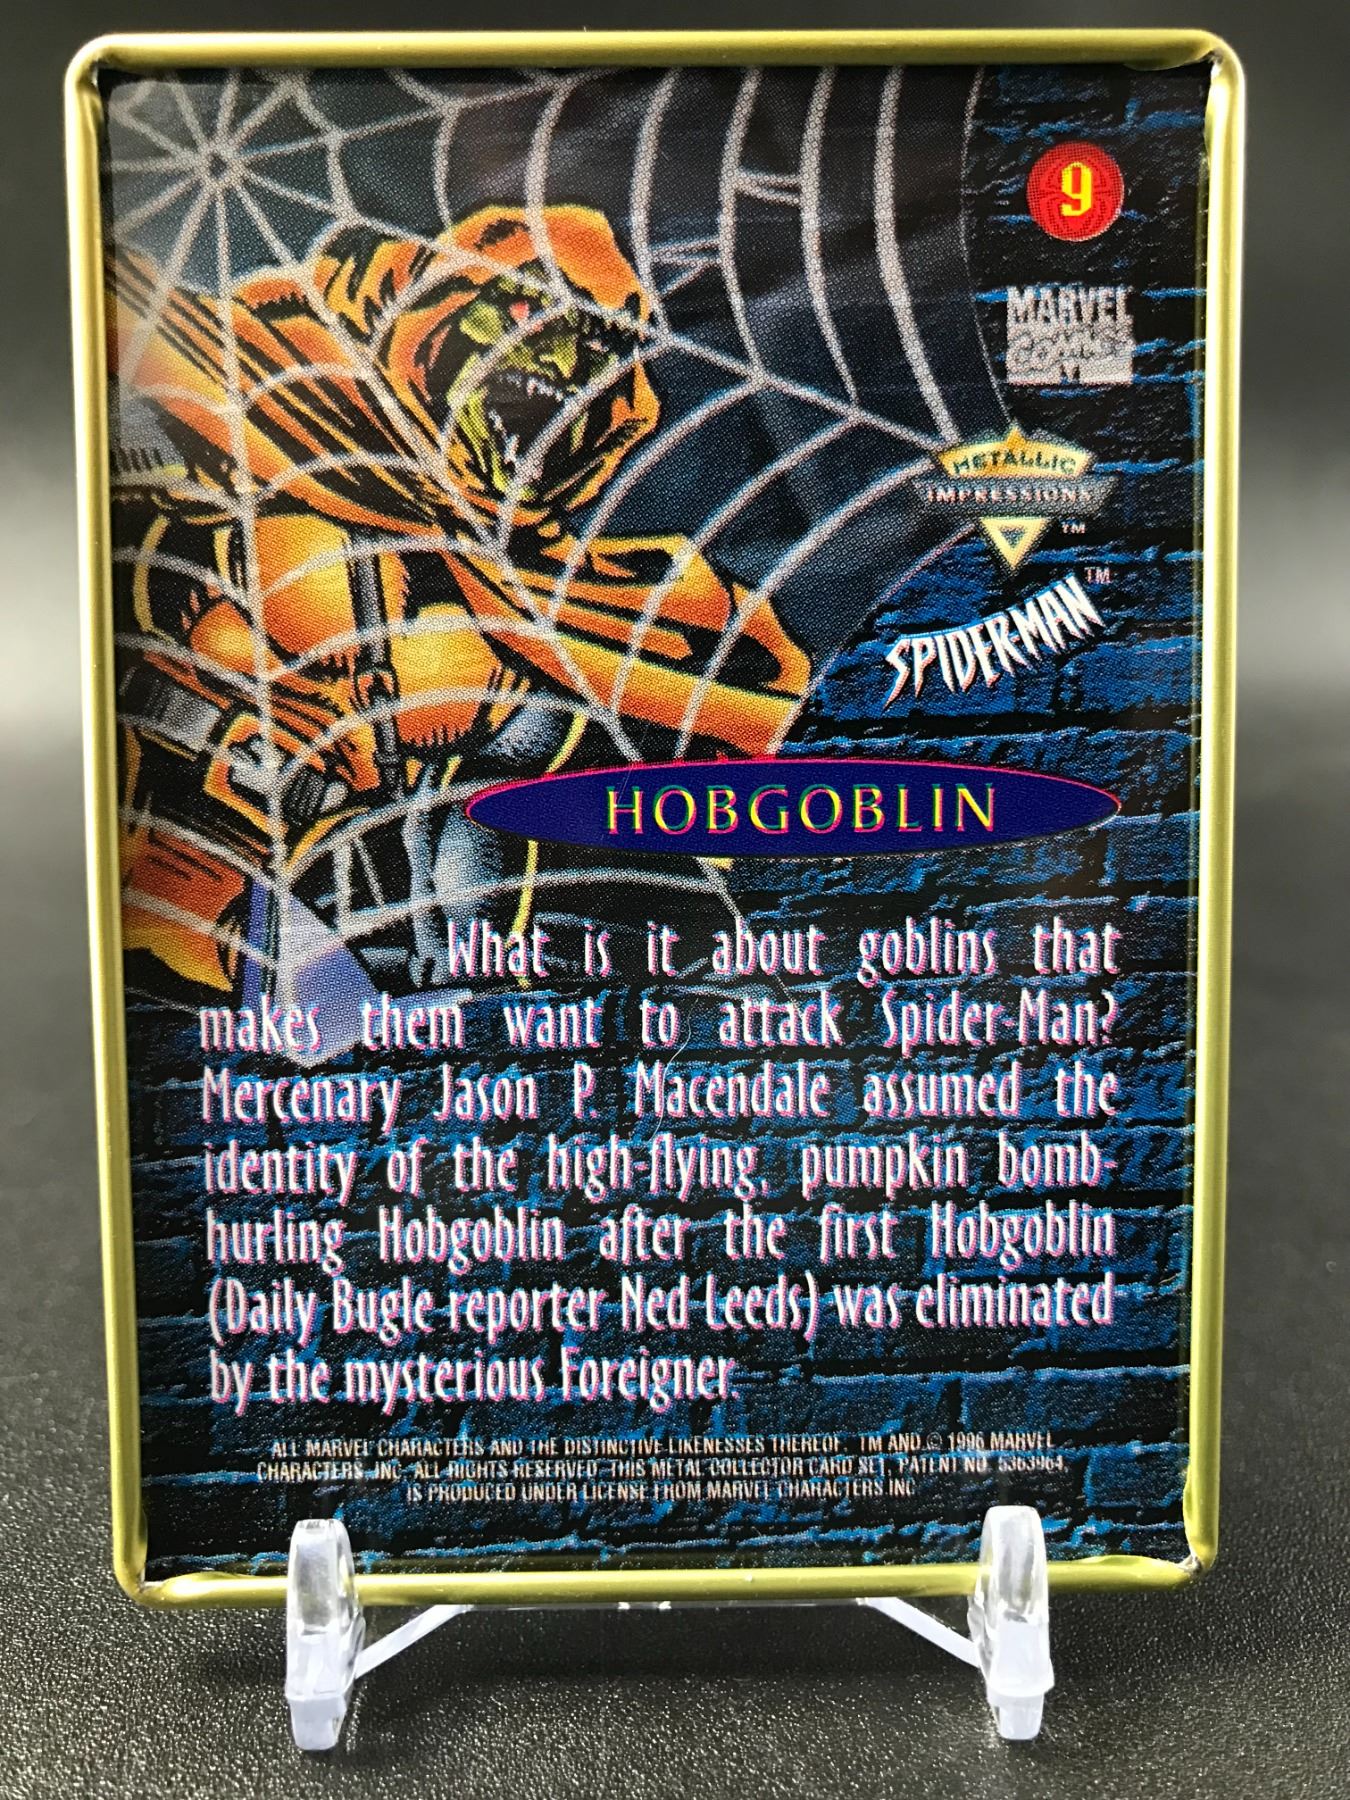 9
MARVEL
COMICS
METALLIC
IMPRESSIONS
TM
SPIDER-MAN TM
HOBGOBLIN
What is it about goblins that
makes them want to attack Spider-Man?
Mercenary Jason P. Macendale assumed the
identity of the high-flying, pumpkin bomb-
hurling Hobgoblin after the first Hobgoblin
(Daily Bugle reporter Ned Leeds) was eliminated
by the mysterious Foreigner.
ALL MARVEL CHARACTERS AND THE DISTINCTIVE LIKENESSES THEREOF: TM AND © 1996 MARVEL
CHARACTERS, INC. ALL RIGHTS RESERVED. THIS METAL COLLECTOR CARD SET, PATENT NO. 5363964,
IS PRODUCED UNDER LICENSE FROM MARVEL CHARACTERS INC